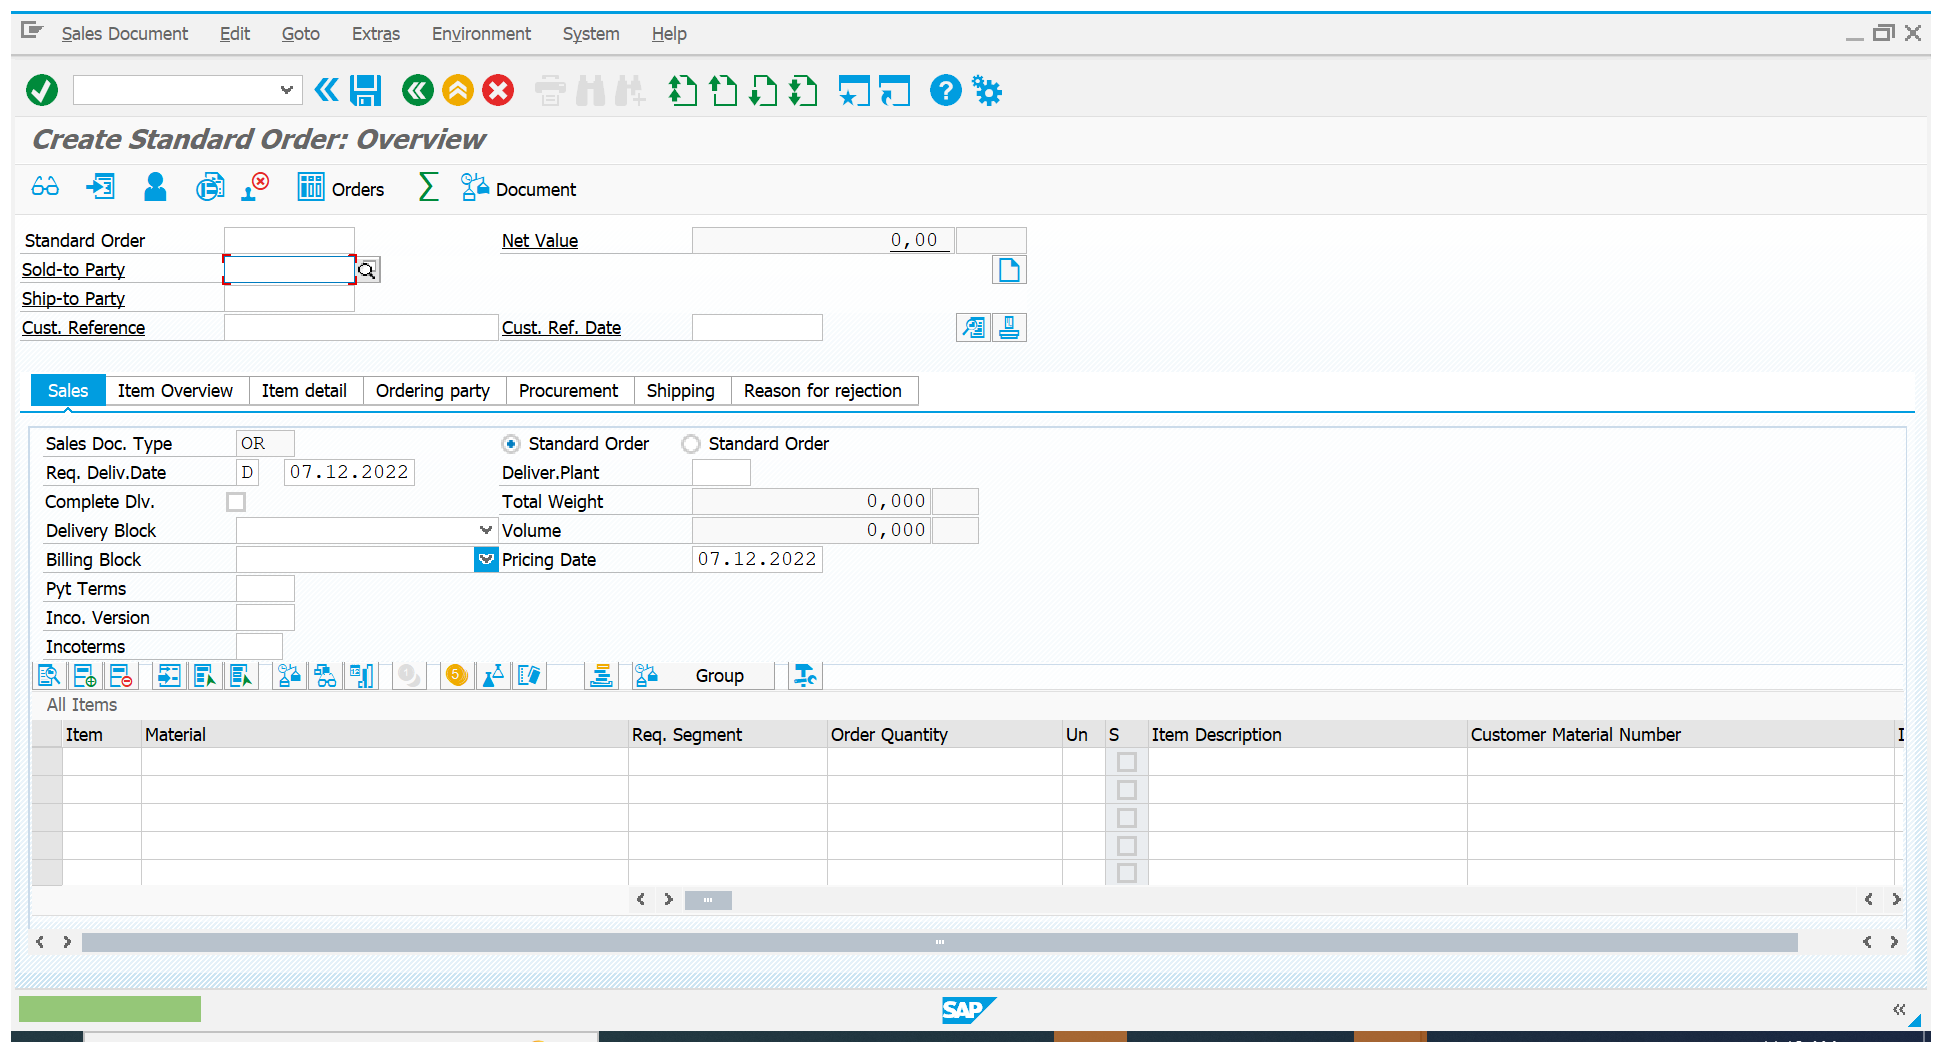 Sales Document Edit Goto Extras Environment System Help
Create Standard Order: Overview
Orders Document
Standard Order Net Value 0,00
Sold-to Party
Ship-to Party
Cust. Reference Cust. Ref. Date
Sales Item Overview Item detail Ordering party Procurement Shipping Reason for rejection
Sales Doc. Type OR Standard Order Standard Order
Req. Deliv.Date D 07.12.2022 Deliver.Plant
Complete Dlv. Total Weight 0,000
Delivery Block Volume 0,000
Billing Block Pricing Date 07.12.2022
Pyt Terms
Inco. Version
Incoterms
Group
All Items
Item Material Req. Segment Order Quantity Un S Item Description Customer Material Number I
SAP